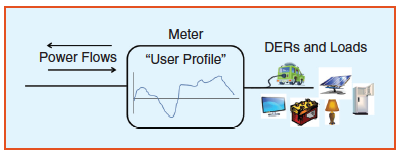 Meter
Power Flows
“User Profile”
DERs and Loads